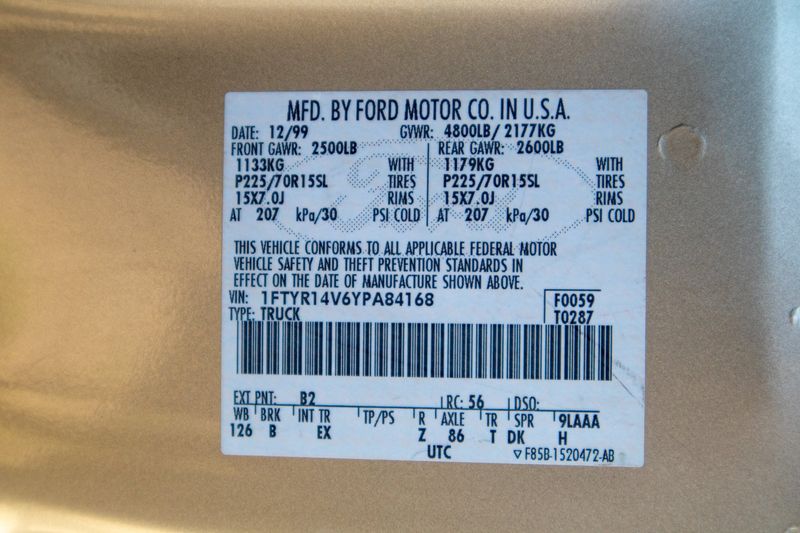 MFD. BY FORD MOTOR CO. IN U.S.A.
DATE: 12/99 GVWR: 4800LB/ 2177KG
FRONT GAWR: 2500LB REAR GAWR: 2600LB
1133KG WITH 1179KG WITH
P225/70R15SL TIRES P225/70R15SL TIRES
15X7.0J RIMS 15X7.0J RIMS
AT 207 kPa/30 PSI COLD AT 207 kPa/30 PSI COLD
THIS VEHICLE CONFORMS TO ALL APPLICABLE FEDERAL MOTOR
VEHICLE SAFETY AND THEFT PREVENTION STANDARDS IN
EFFECT ON THE DATE OF MANUFACTURE SHOWN ABOVE.
VIN: 1FTYR14V6YPA84168 F0059
TYPE: TRUCK T0287
EXT PNT: B2 RC: 56 DSO:
WB BRK INT TR TP/PS R AXLE TR SPR 9LAAA
126 B EX Z 86 T DK H
UTC ▽F85B-1520472-AB